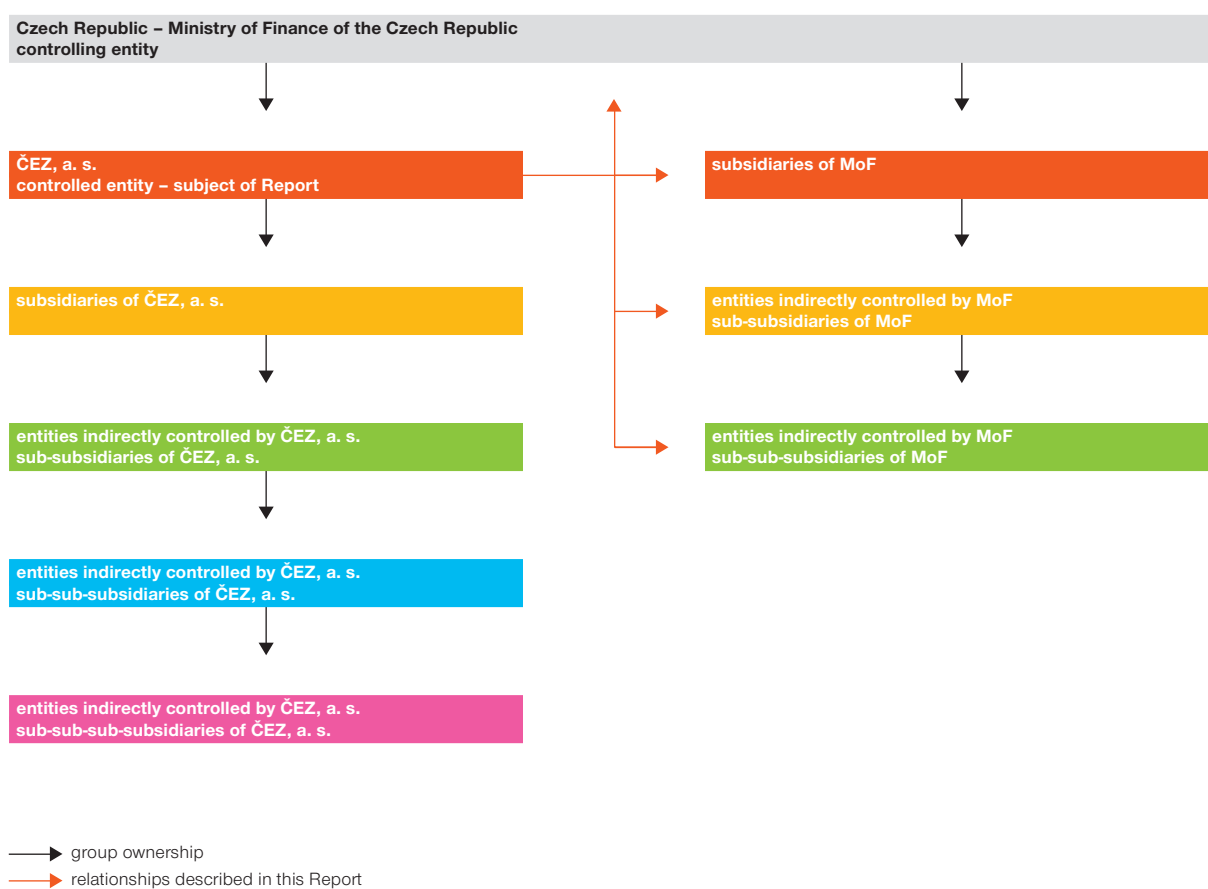 Czech Republic – Ministry of Finance of the Czech Republic
controlling entity
ČEZ, a. s.
controlled entity – subject of Report
subsidiaries of MoF
subsidiaries of ČEZ, a. s.
entities indirectly controlled by MoF
sub-subsidiaries of MoF
entities indirectly controlled by ČEZ, a. s.
sub-subsidiaries of ČEZ, a. s.
entities indirectly controlled by MoF
sub-sub-subsidiaries of MoF
entities indirectly controlled by ČEZ, a. s.
sub-sub-subsidiaries of ČEZ, a. s.
entities indirectly controlled by ČEZ, a. s.
sub-sub-sub-subsidiaries of ČEZ, a. s.
group ownership
relationships described in this Report